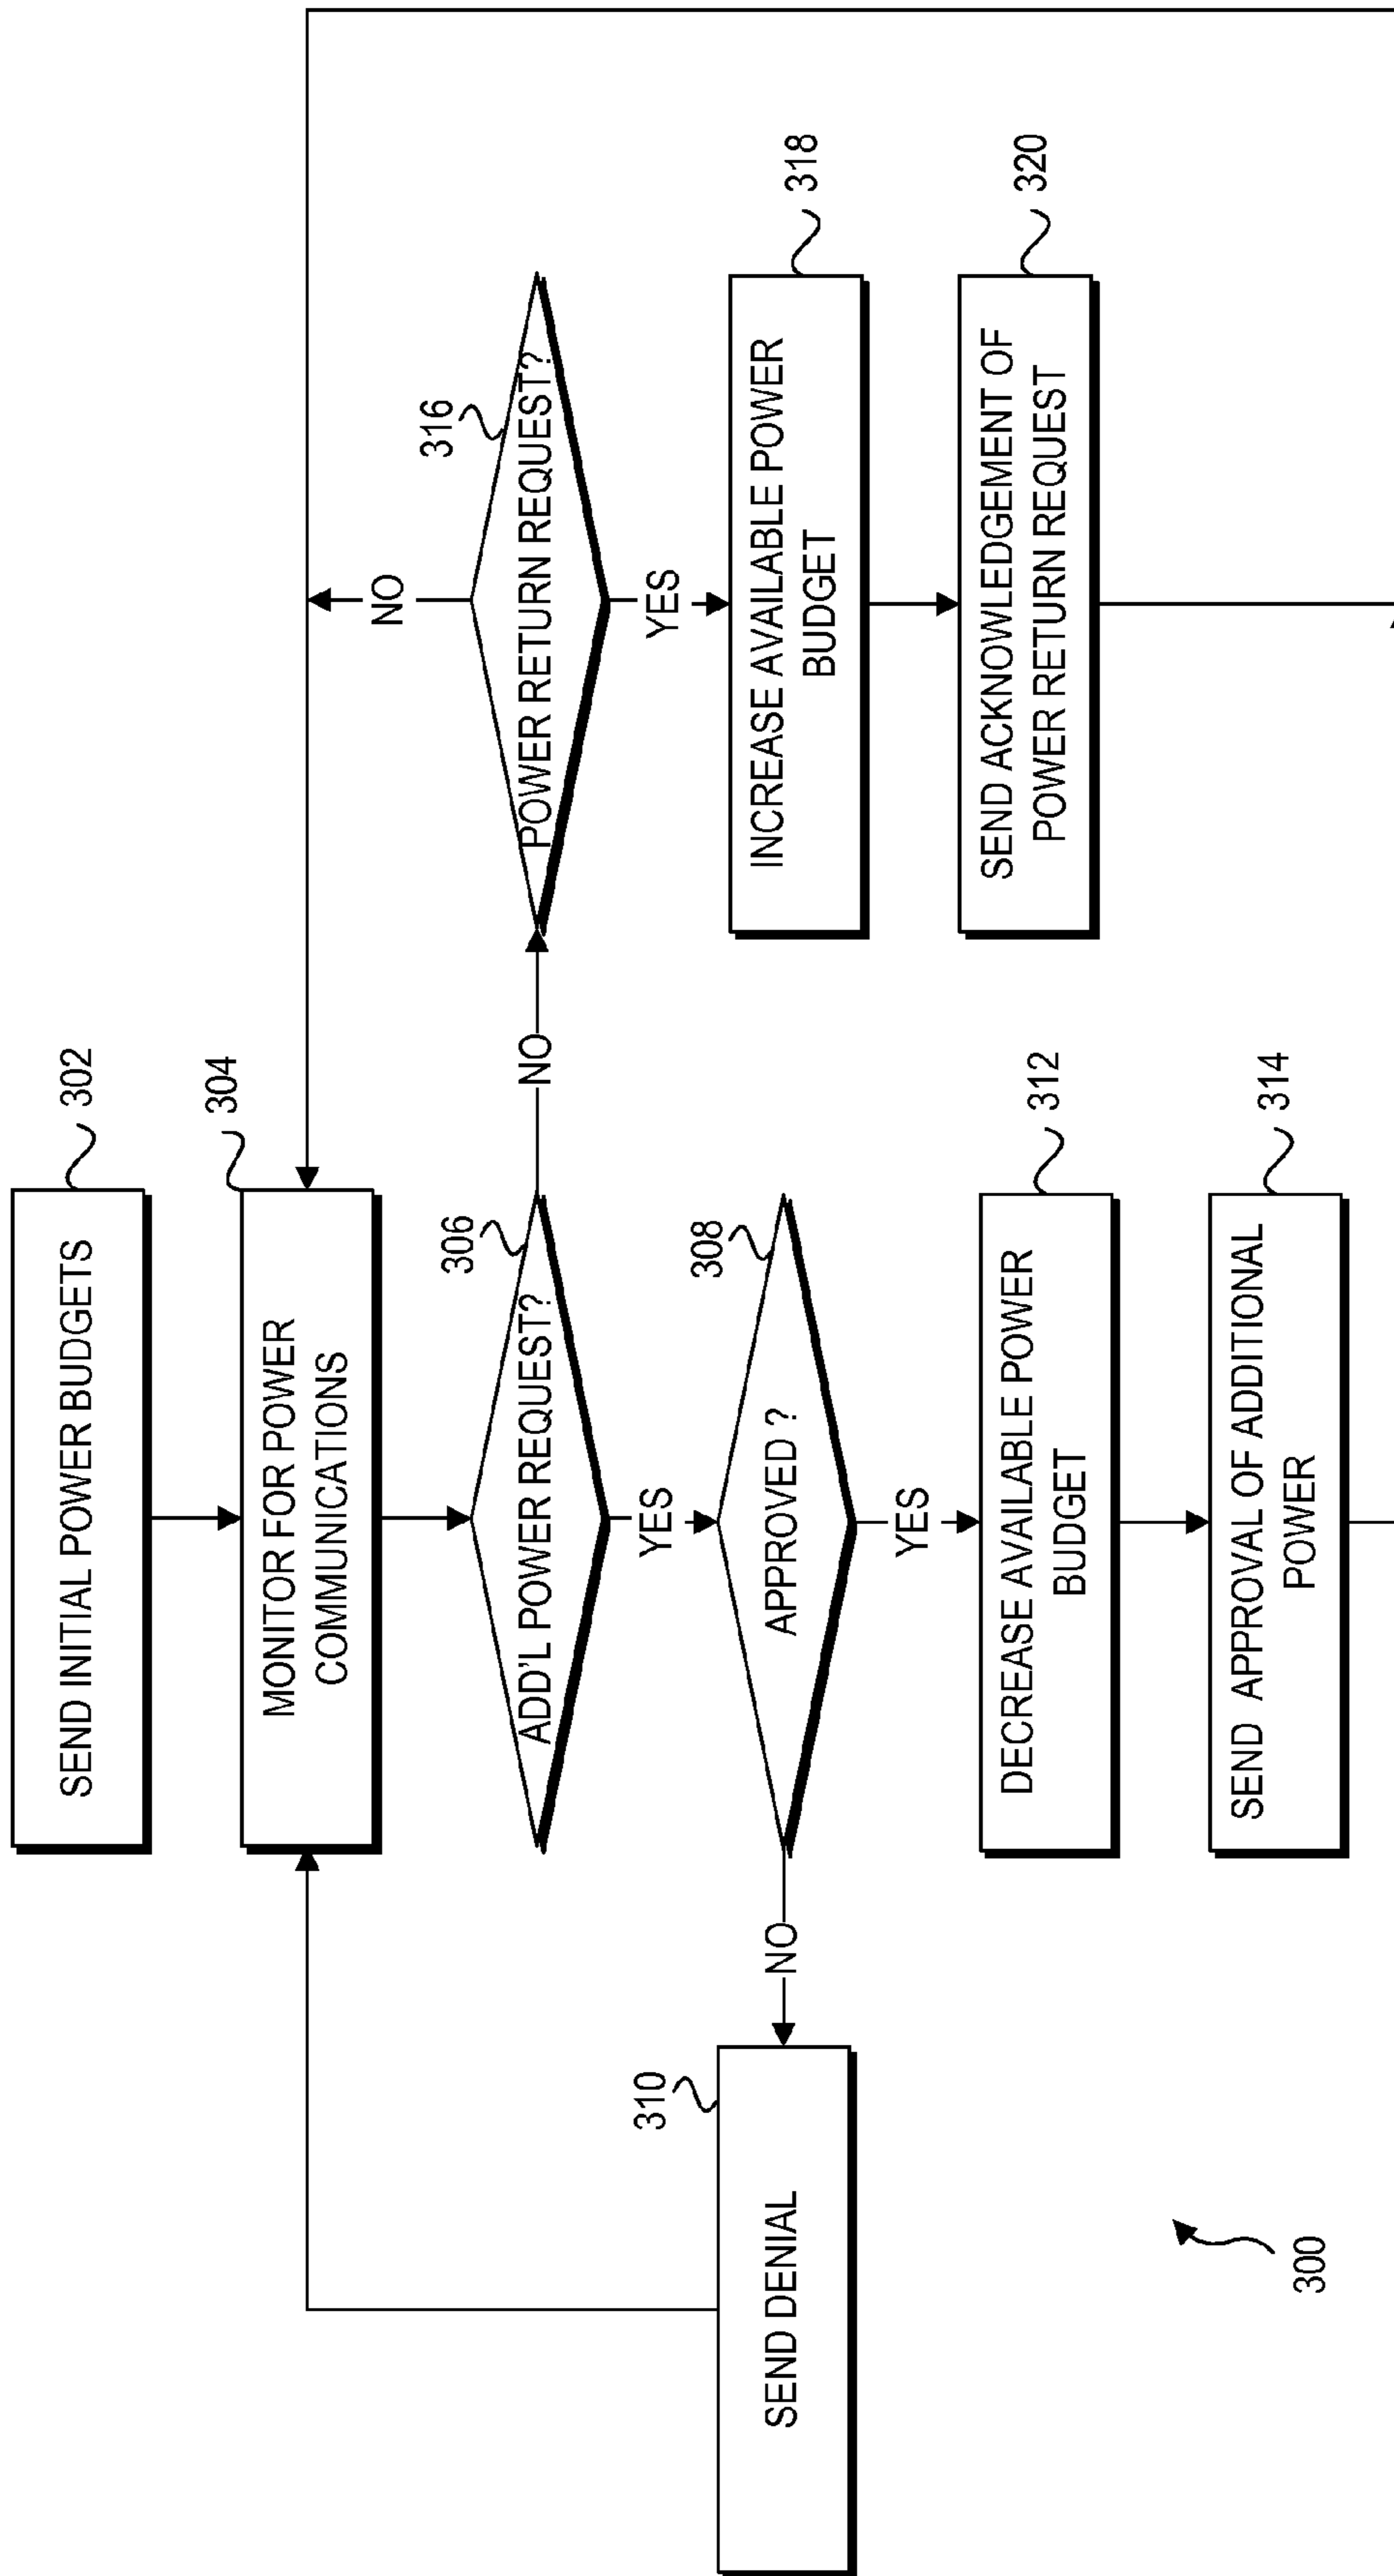 SEND INITIAL POWER BUDGETS
302
MONITOR FOR POWER
COMMUNICATIONS
304
ADD'L POWER REQUEST?
306
NO
POWER RETURN REQUEST?
316
NO
YES
YES
APPROVED ?
308
NO
SEND DENIAL
310
YES
INCREASE AVAILABLE POWER
BUDGET
318
DECREASE AVAILABLE POWER
BUDGET
312
SEND ACKNOWLEDGEMENT OF
POWER RETURN REQUEST
320
SEND APPROVAL OF ADDITIONAL
POWER
314
300